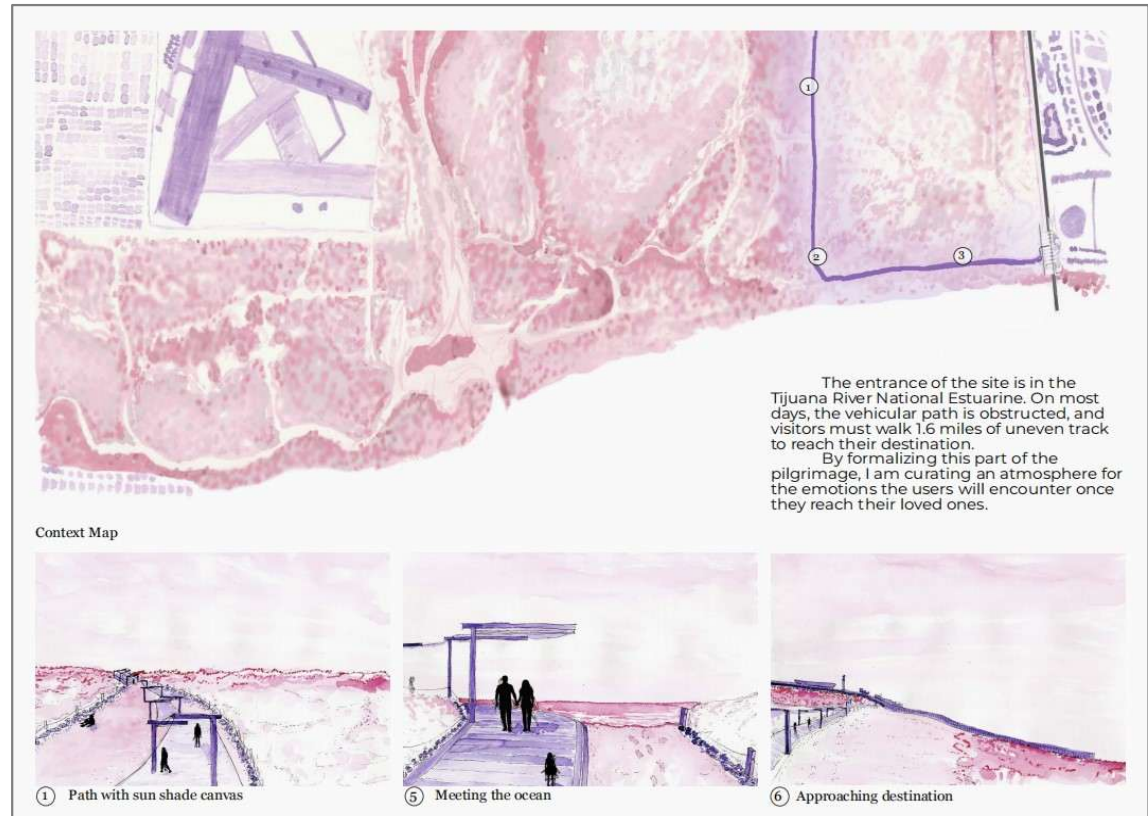 1
2
3
The entrance of the site is in the
Tijuana River National Estuarine. On most
days, the vehicular path is obstructed, and
visitors must walk 1.6 miles of uneven track
to reach their destination.
By formalizing this part of the
pilgrimage, I am curating an atmosphere for
the emotions the users will encounter once
they reach their loved ones.
Context Map
1 Path with sun shade canvas
5 Meeting the ocean
6 Approaching destination